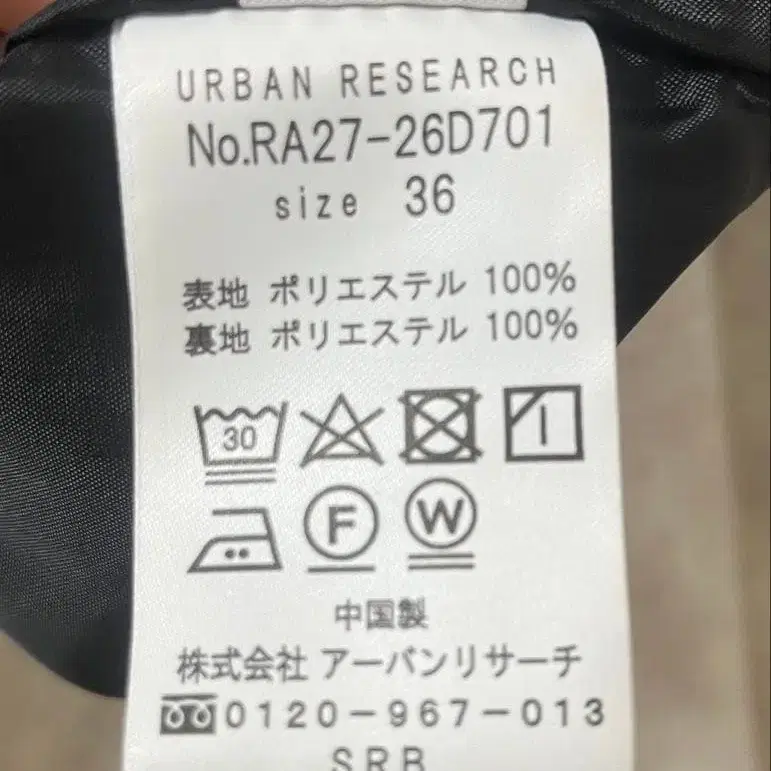 URBAN RESEARCH
No.RA27-26D701
size 36
表地 ポリエステル 100%
裏地 ポリエステル 100%
30
F W
中国製
株式会社 アーバンリサーチ
0120-967-013
SRB